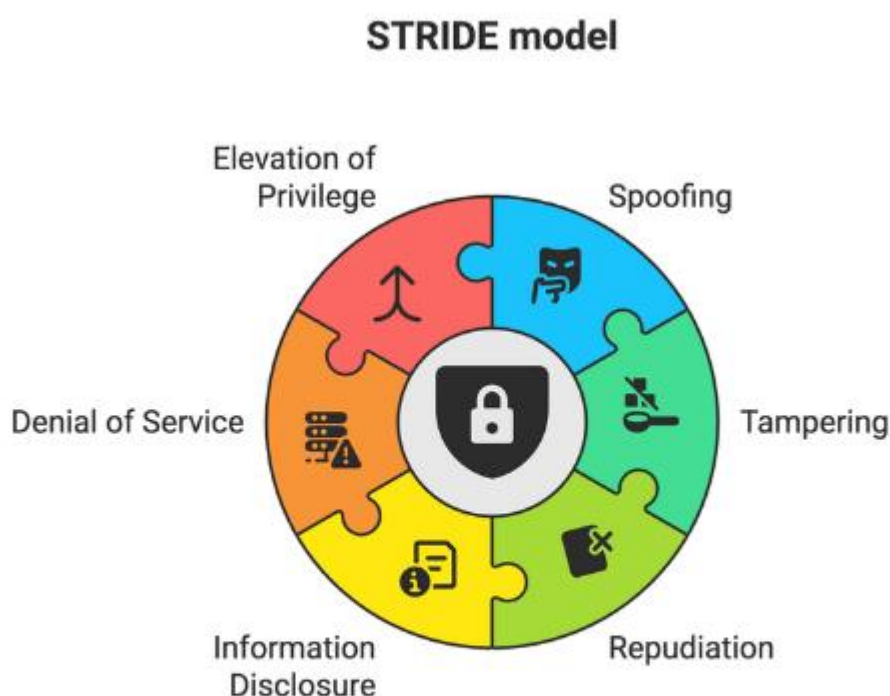 STRIDE model
Elevation of
Privilege
Spoofing
Denial of Service
Tampering
Information
Disclosure
Repudiation